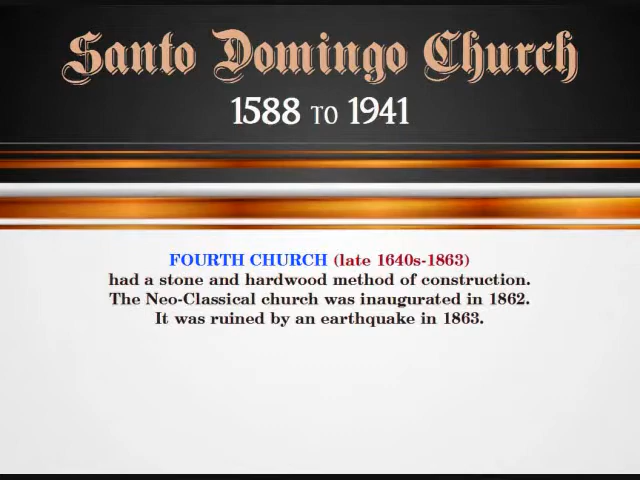 Santo Domingo Church
1588 TO 1941
FOURTH CHURCH (late 1640s-1863)
had a stone and hardwood method of construction.
The Neo-Classical church was inaugurated in 1862.
It was ruined by an earthquake in 1863.